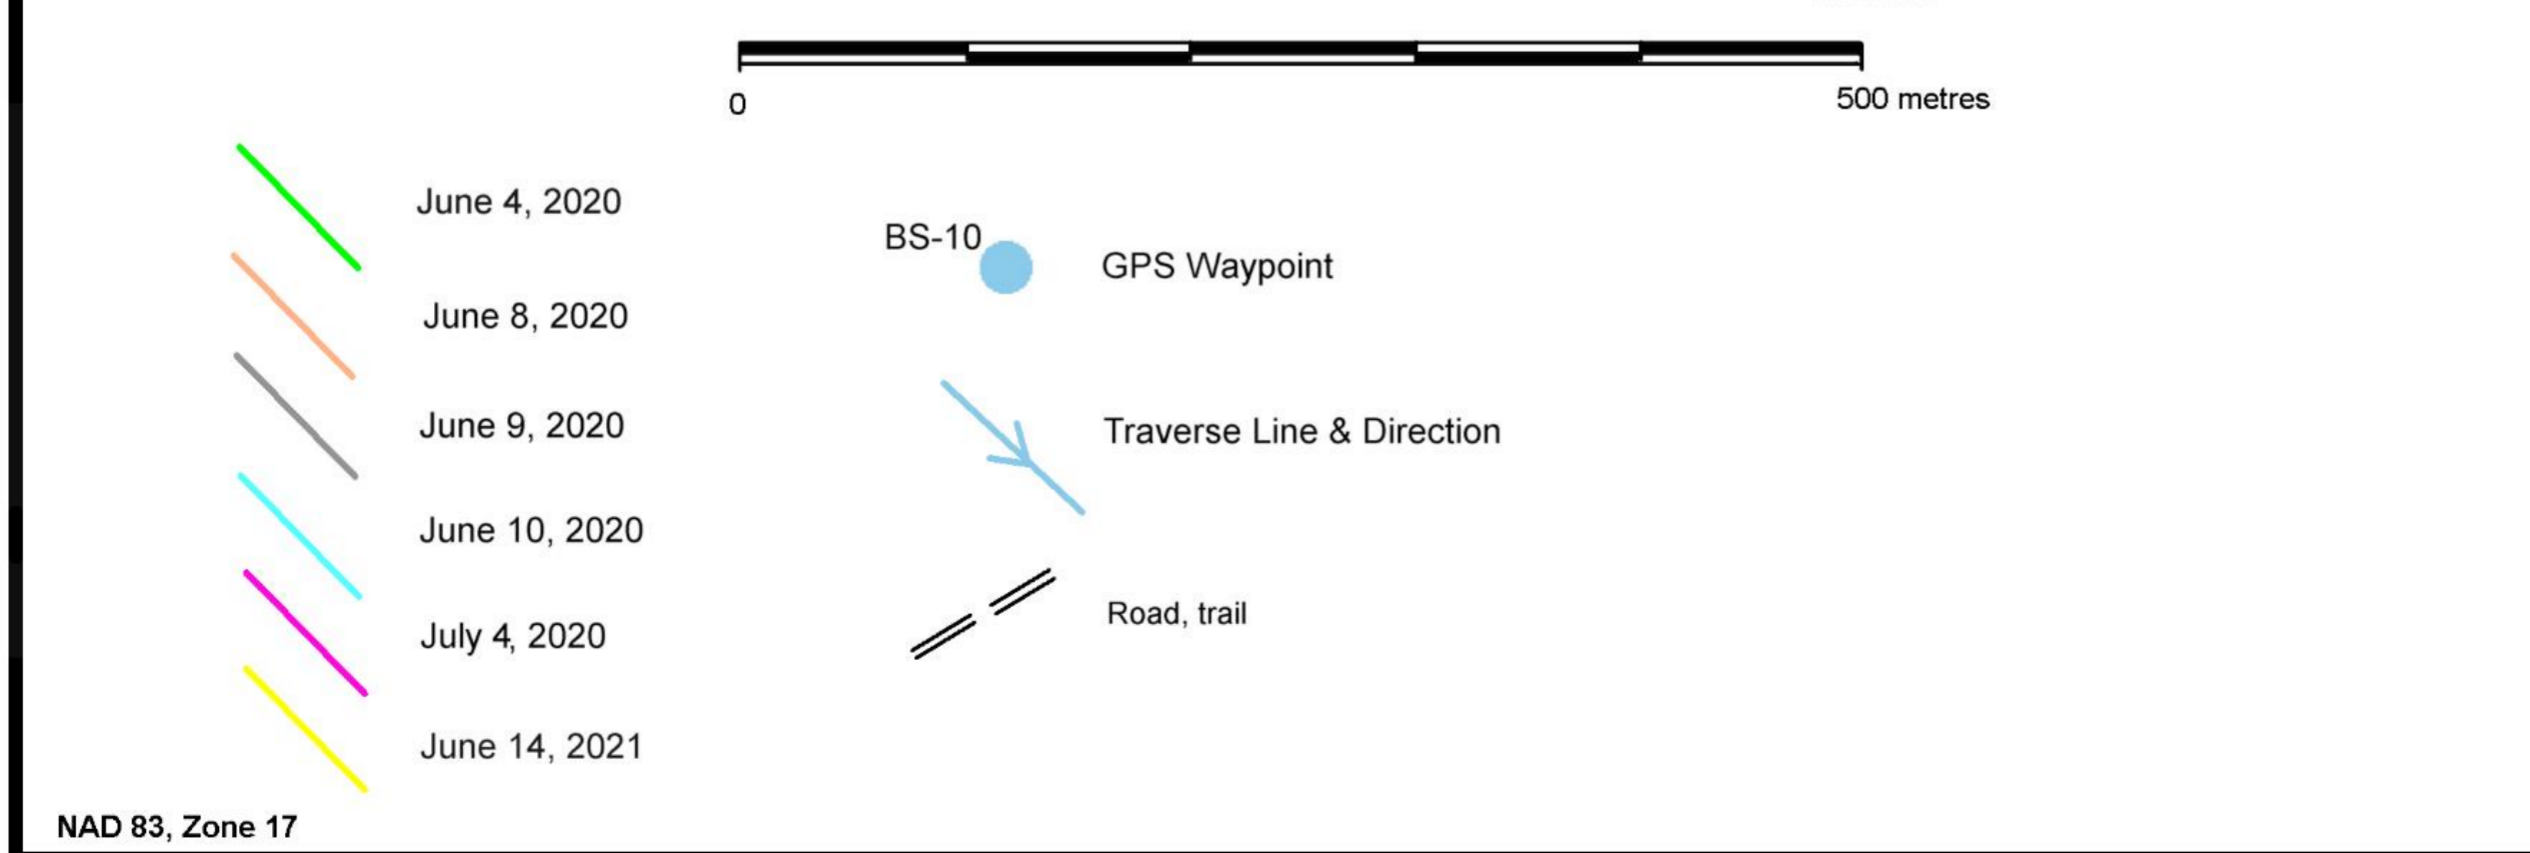 0
500 metres
June 4, 2020
June 8, 2020
June 9, 2020
June 10, 2020
July 4, 2020
June 14, 2021
BS-10
GPS Waypoint
Traverse Line & Direction
Road, trail
NAD 83, Zone 17